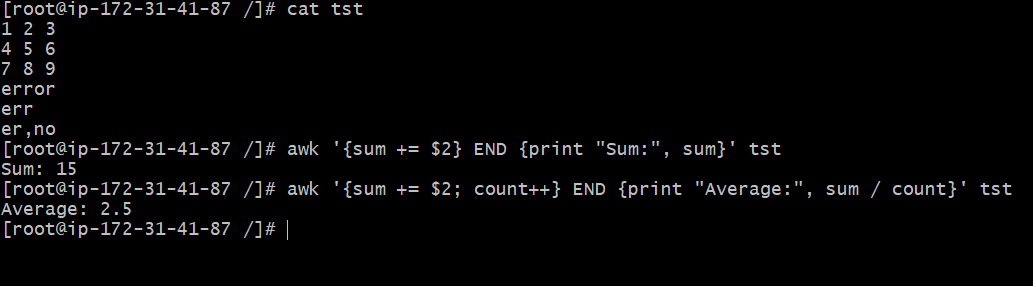 [root@ip-172-31-41-87 /]# cat tst
1 2 3
4 5 6
7 8 9
error
err
er,no
[root@ip-172-31-41-87 /]# awk '{sum += $2} END {print "Sum:", sum}' tst
Sum: 15
[root@ip-172-31-41-87 /]# awk '{sum += $2; count++} END {print "Average:", sum / count}' tst
Average: 2.5
[root@ip-172-31-41-87 /]#